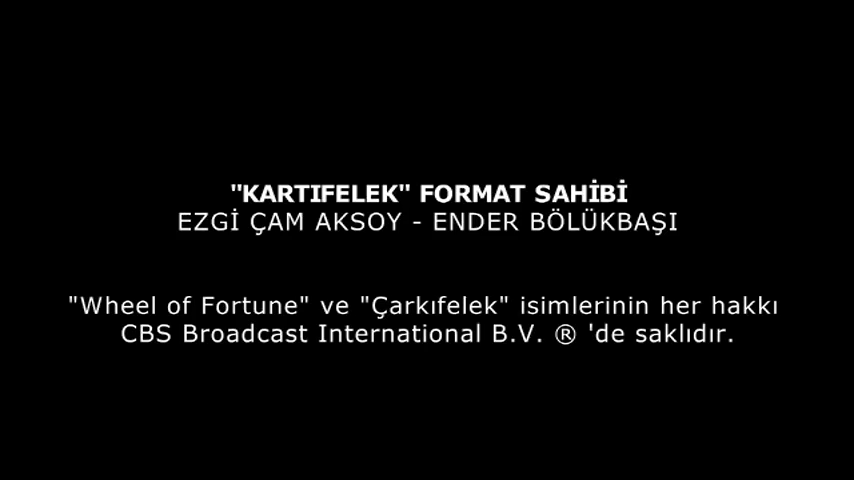 "KARTIFELEK" FORMAT SAHİBİ
EZGİ ÇAM AKSOY - ENDER BÖLÜKBAŞI
"Wheel of Fortune" ve "Çarkıfelek" isimlerinin her hakkı
CBS Broadcast International B.V. ® 'de saklıdır.